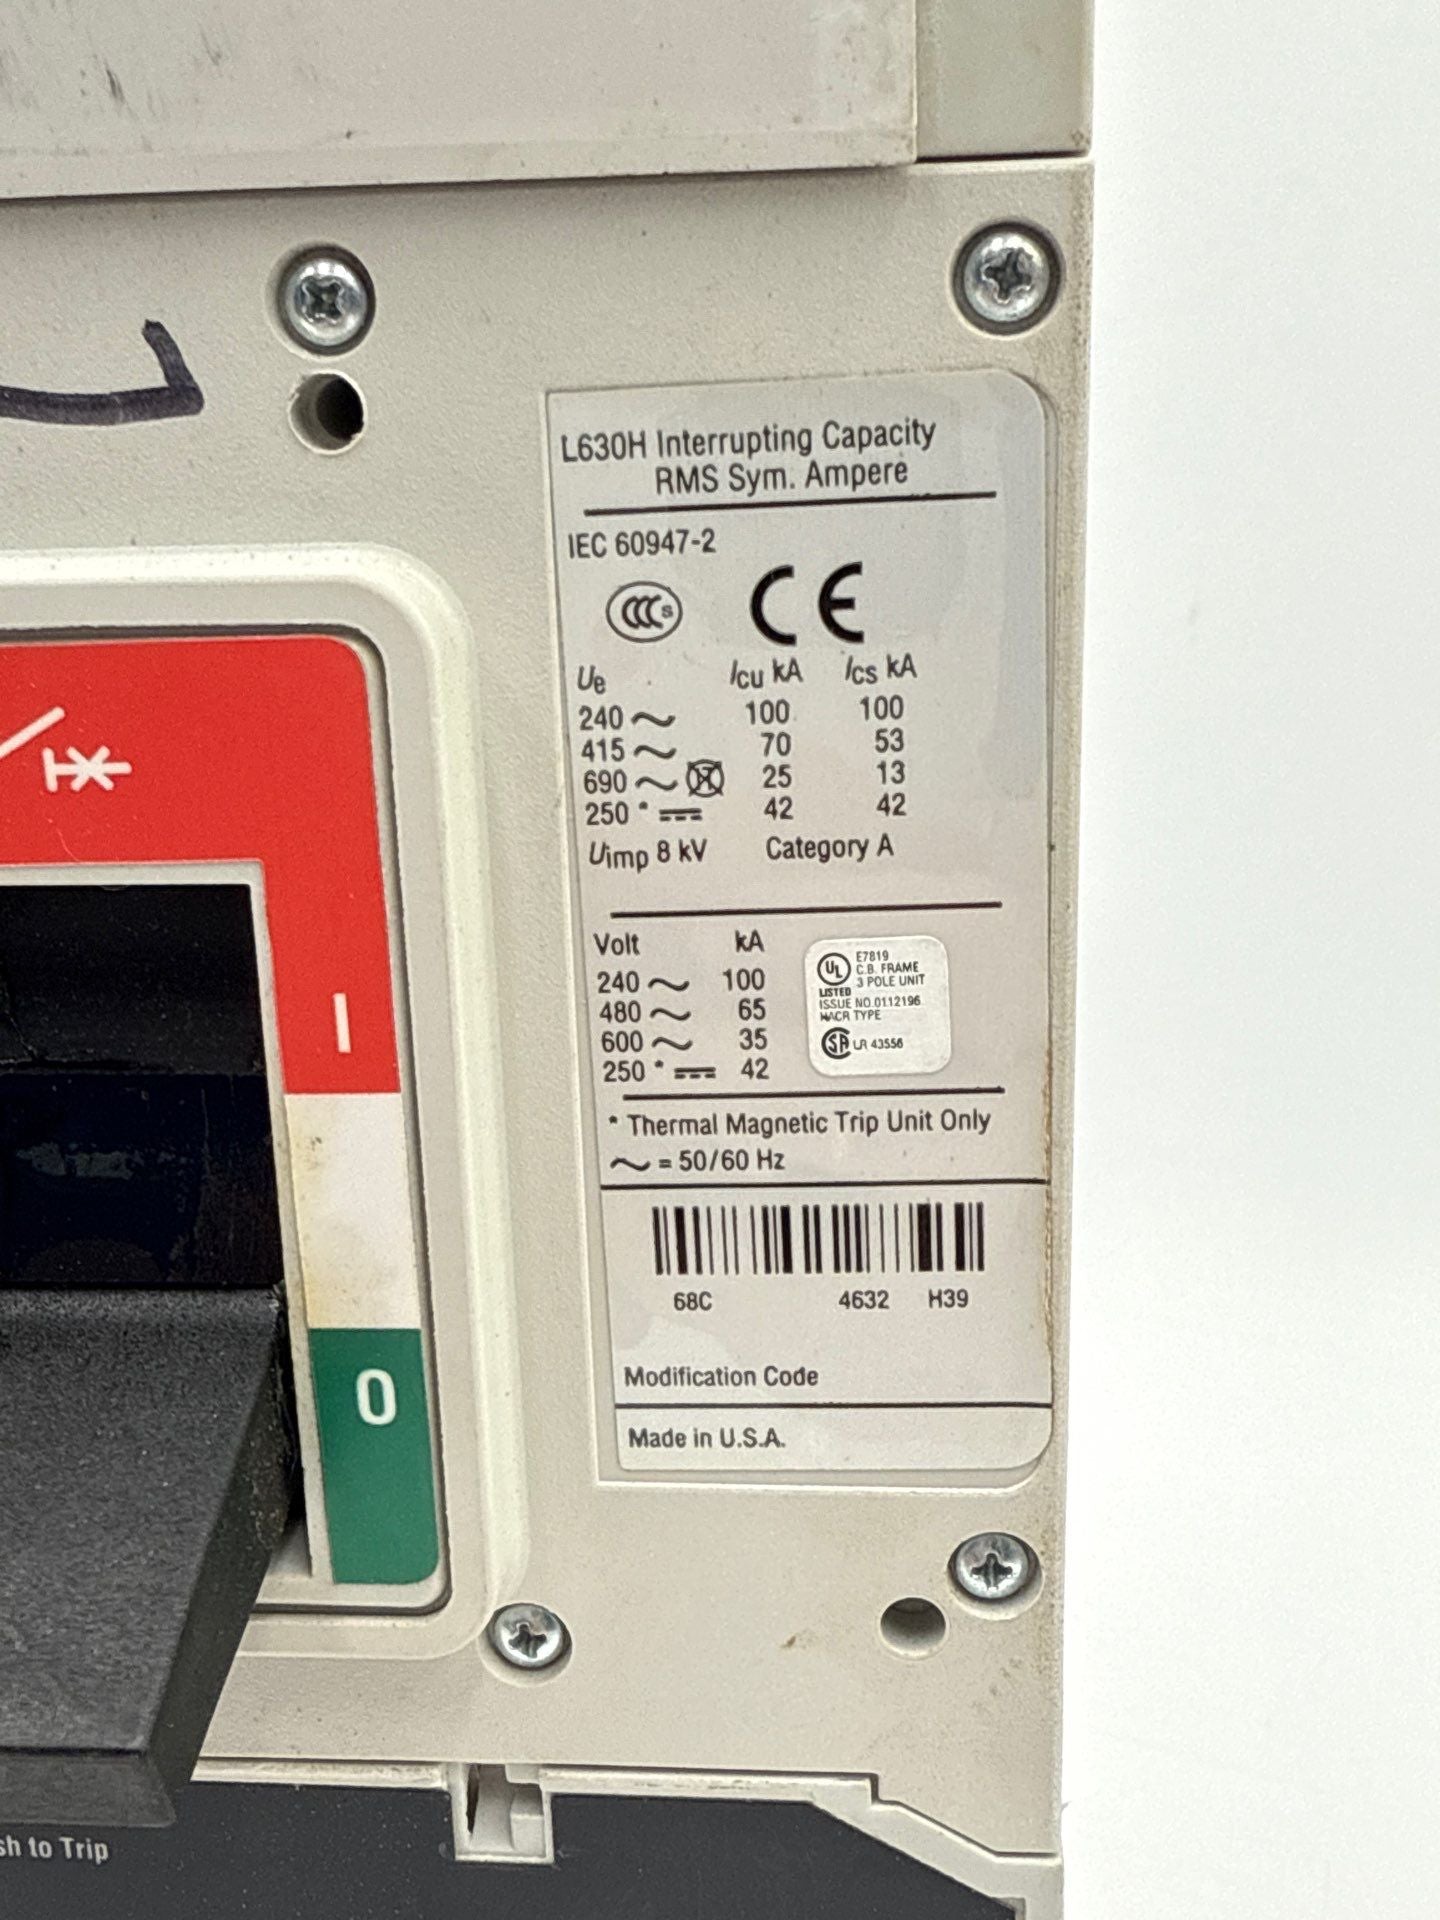 L630H Interrupting Capacity
RMS Sym. Ampere
IEC 60947-2
CCC S CE
Ue Icu kA Ics kA
240 ~ 100 100
415 ~ 70 53
690 ~ 25 13
250 * ⎓ 42 42
Uimp 8 kV Category A
Volt kA
240 ~ 100
480 ~ 65
600 ~ 35
250 * ⎓ 42
UL LISTED
E7819
C.B. FRAME
3 POLE UNIT
ISSUE NO. 0112196
HACR TYPE
SA LR 43556
* Thermal Magnetic Trip Unit Only
~ = 50/60 Hz
68C 4632 H39
Modification Code
Made in U.S.A.
I
0
sh to Trip